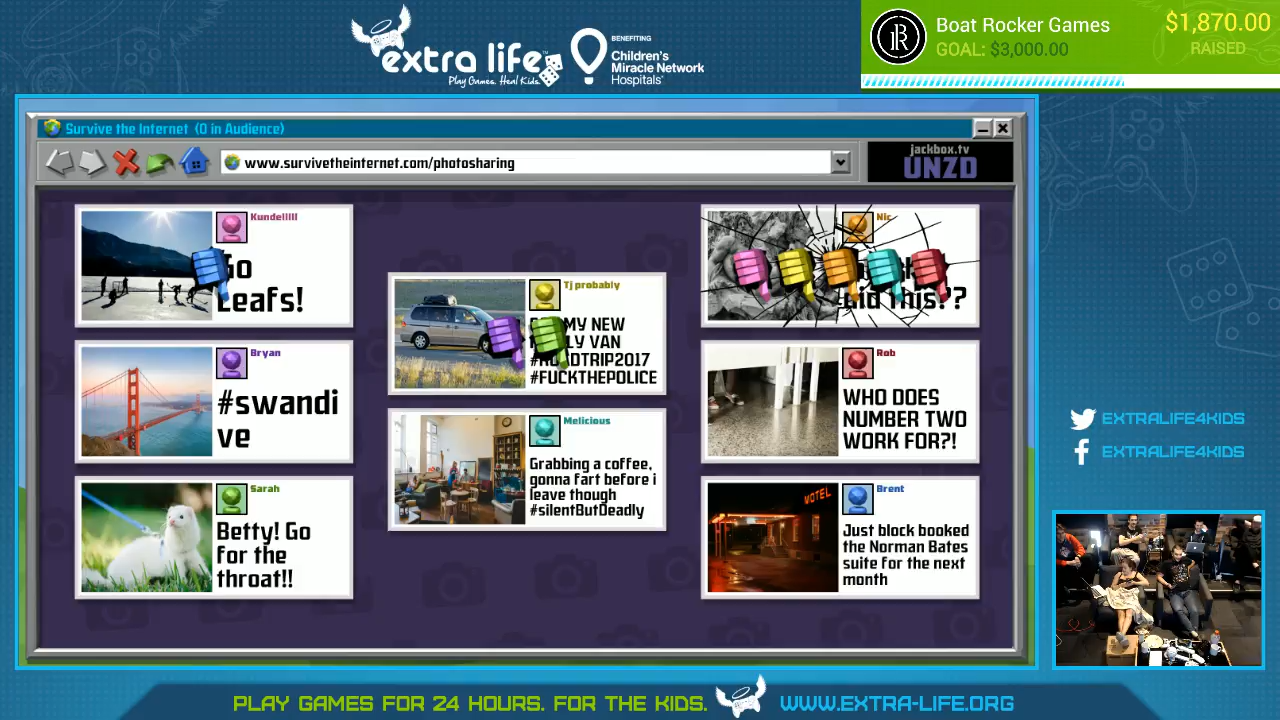 extra life
Play Games. Heal Kids.
BENEFITING
Children's
Miracle Network
Hospitals
Boat Rocker Games
GOAL: $3,000.00
$1,870.00
RAISED
Survive the Internet (0 in Audience)
www.survivetheinternet.com/photosharing
jackbox.tv
UNZD
Kundelllll
Go
Leafs!
Bryan
#swandi
ve
Sarah
Betty! Go
for the
throat!!
Tj probably
MY NEW
VAN
#FUCKTHEPOLICE
Melicious
Grabbing a coffee,
gonna fart before i
leave though
#silentButDeadly
Nic
did this!?
Rob
WHO DOES
NUMBER TWO
WORK FOR?!
Brent
Just block booked
the Norman Bates
suite for the next
month
MOTEL
EXTRALIFE4KIDS
EXTRALIFE4KIDS
PLAY GAMES FOR 24 HOURS. FOR THE KIDS.
WWW.EXTRA-LIFE.ORG